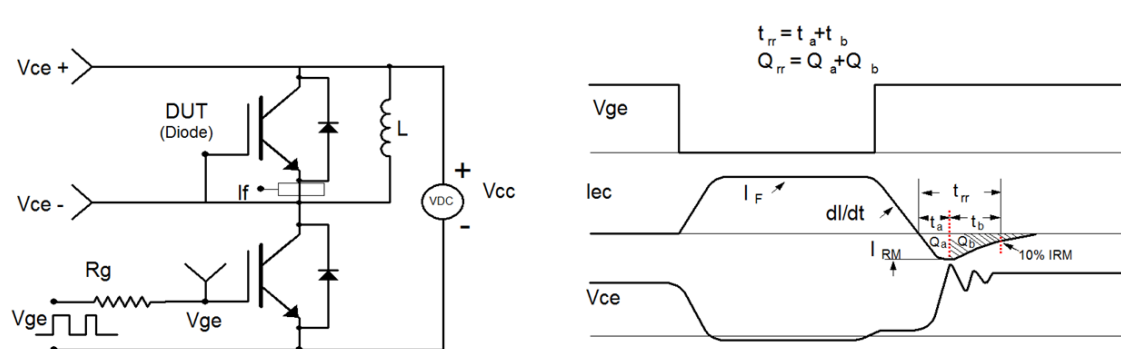 Vce +
DUT
(Diode)
L
+
Vcc
VDC
-
If
Vce -
Rg
Vge
Vge
t rr = t a+t b
Q rr = Q a+Q b
Vge
Iec
I F
dI/dt
t rr
t a
t b
Q a
Q b
I RM
10% IRM
Vce